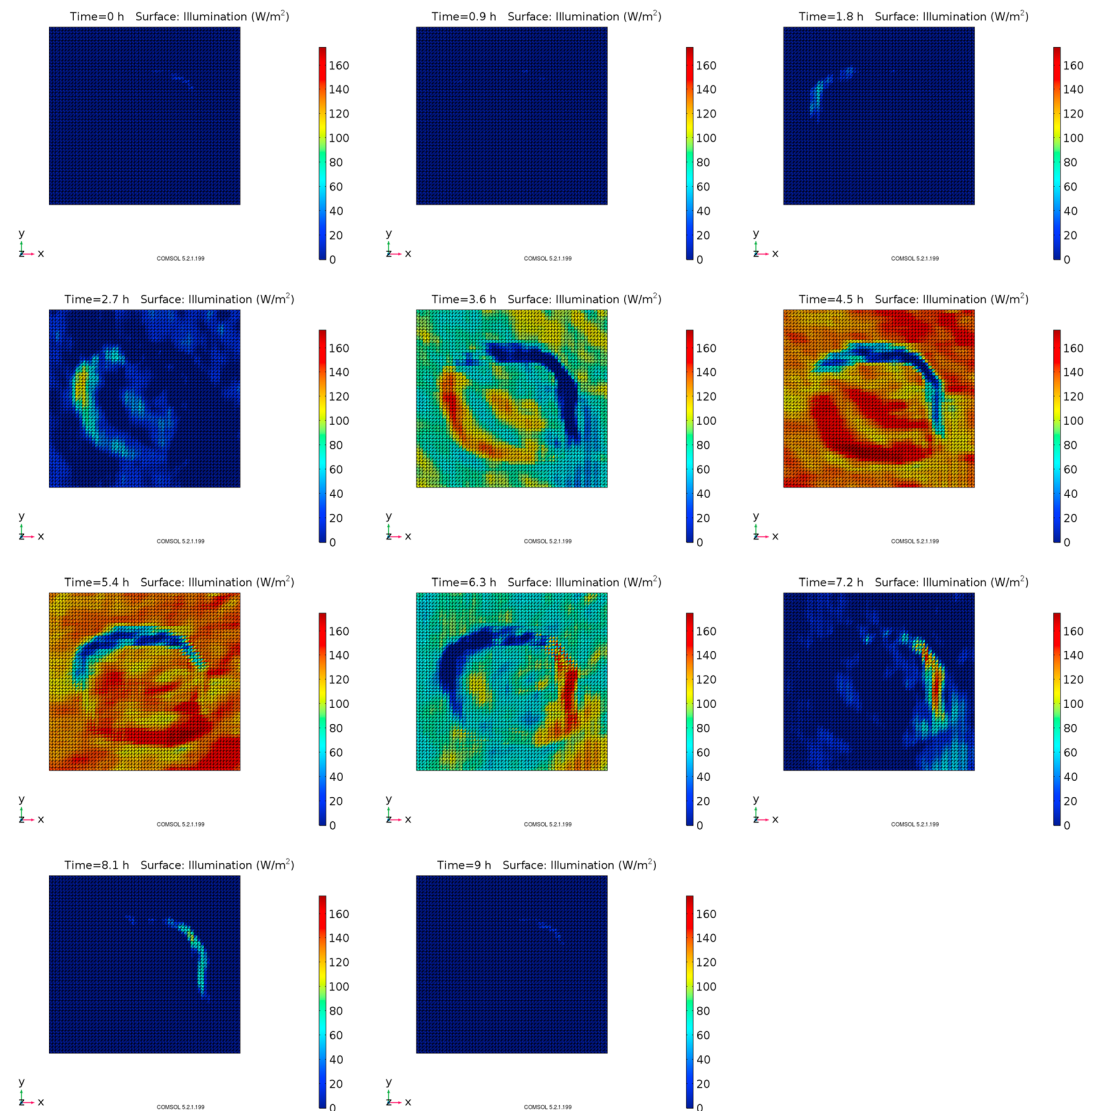 Time=0 h Surface: Illumination (W/m²)
160
140
120
100
80
60
40
20
0
y
z x
COMSOL 5.2.1.199
Time=0.9 h Surface: Illumination (W/m²)
160
140
120
100
80
60
40
20
0
y
z x
COMSOL 5.2.1.199
Time=1.8 h Surface: Illumination (W/m²)
160
140
120
100
80
60
40
20
0
y
z x
COMSOL 5.2.1.199
Time=2.7 h Surface: Illumination (W/m²)
160
140
120
100
80
60
40
20
0
y
z x
COMSOL 5.2.1.199
Time=3.6 h Surface: Illumination (W/m²)
160
140
120
100
80
60
40
20
0
y
z x
COMSOL 5.2.1.199
Time=4.5 h Surface: Illumination (W/m²)
160
140
120
100
80
60
40
20
0
y
z x
COMSOL 5.2.1.199
Time=5.4 h Surface: Illumination (W/m²)
160
140
120
100
80
60
40
20
0
y
z x
COMSOL 5.2.1.199
Time=6.3 h Surface: Illumination (W/m²)
160
140
120
100
80
60
40
20
0
y
z x
COMSOL 5.2.1.199
Time=7.2 h Surface: Illumination (W/m²)
160
140
120
100
80
60
40
20
0
y
z x
COMSOL 5.2.1.199
Time=8.1 h Surface: Illumination (W/m²)
160
140
120
100
80
60
40
20
0
y
z x
COMSOL 5.2.1.199
Time=9 h Surface: Illumination (W/m²)
160
140
120
100
80
60
40
20
0
y
z x
COMSOL 5.2.1.199